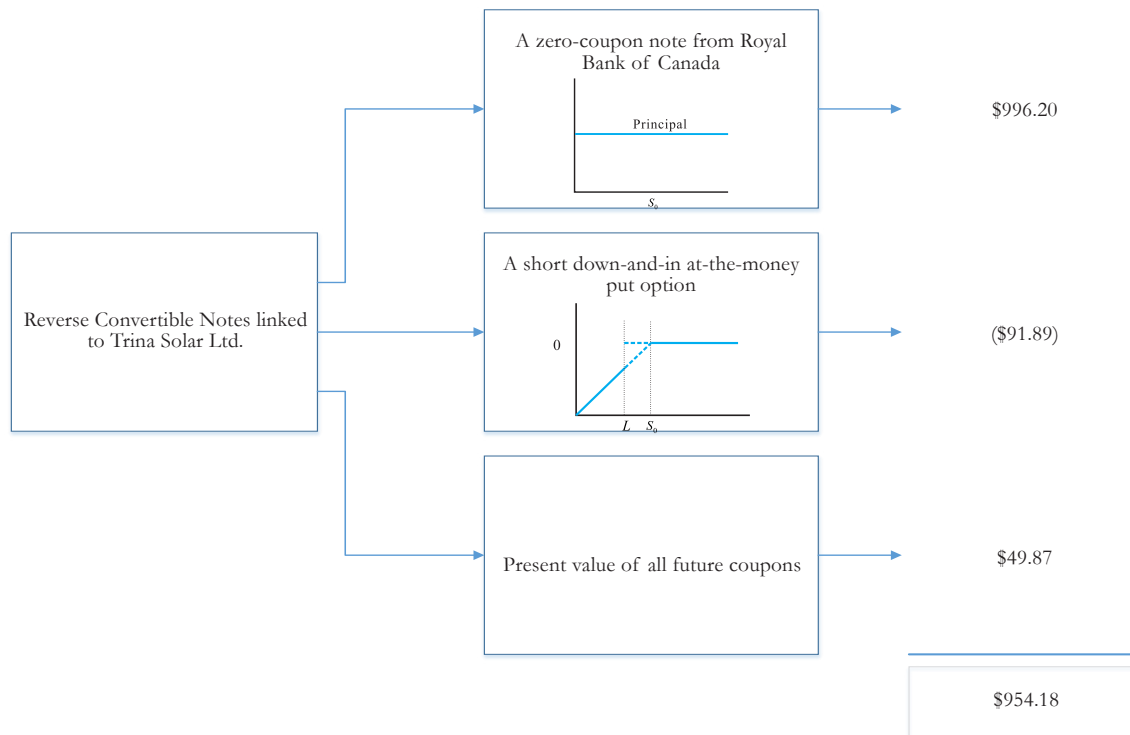 A zero-coupon note from Royal
Bank of Canada
Principal
S₀
$996.20
Reverse Convertible Notes linked
to Trina Solar Ltd.
A short down-and-in at-the-money
put option
0
L S₀
($91.89)
Present value of all future coupons
$49.87
$954.18